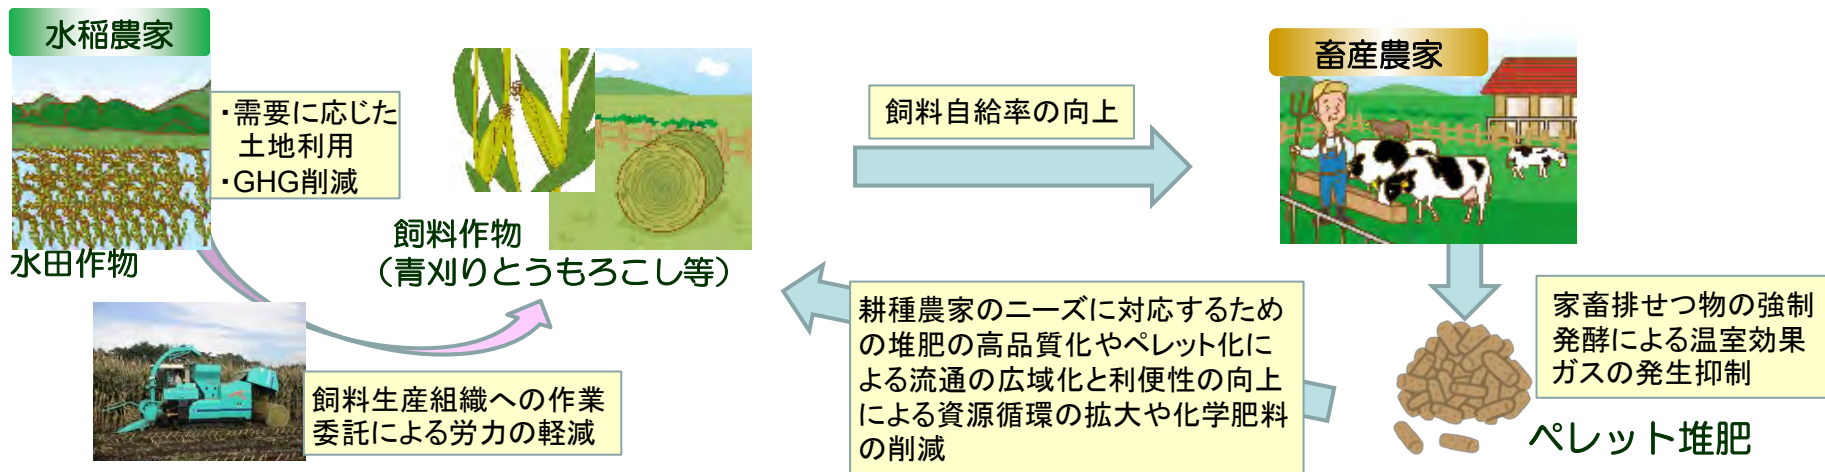 水稲農家
・需要に応じた
土地利用
・GHG削減
水田作物
飼料作物
（青刈りとうもろこし等）
飼料生産組織への作業
委託による労力の軽減
飼料自給率の向上
畜産農家
家畜排せつ物の強制
発酵による温室効果
ガスの発生抑制
ペレット堆肥
耕種農家のニーズに対応するため
の堆肥の高品質化やペレット化に
よる流通の広域化と利便性の向上
による資源循環の拡大や化学肥料
の削減